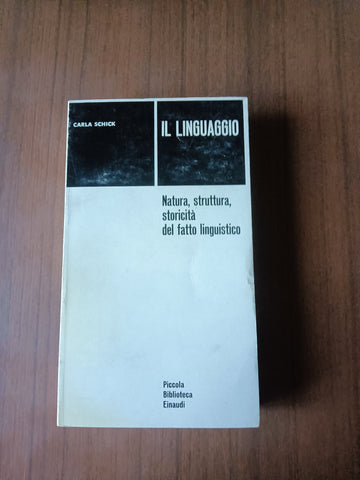 CARLA SCHICK
IL LINGUAGGIO
Natura, struttura,
storicità
del fatto linguistico
Piccola
Biblioteca
Einaudi